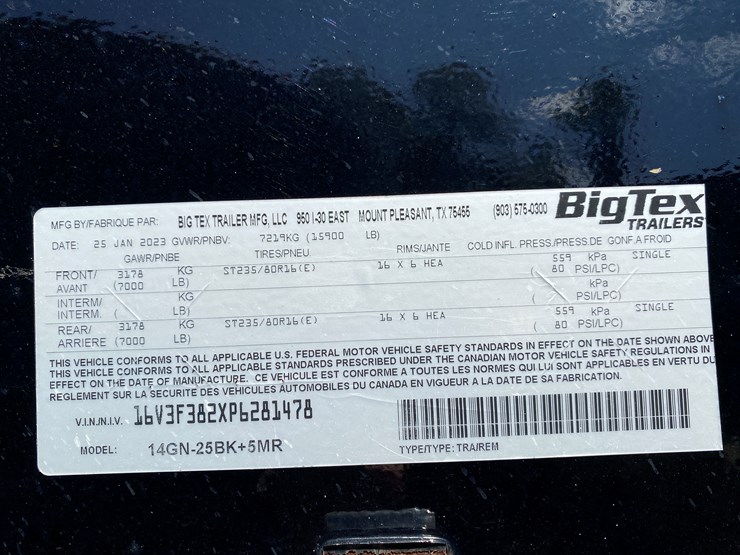 MFG BY/FABRIQUE PAR: BIG TEX TRAILER MFG, LLC 950 I-30 EAST MOUNT PLEASANT, TX 75455 (903) 575-0300 BigTex TRAILERS
DATE: 25 JAN 2023 GVWR/PNBV: 7219KG (15900 LB)
GAWR/PNBE TIRES/PNEU RIMS/JANTE COLD INFL. PRESS./PRESS.DE GONF.A FROID
FRONT/ 3178 KG ST235/80R16(E) 16 X 6 HEA 559 kPa SINGLE
AVANT (7000 LB) ( 80 PSI/LPC)
INTERM/ KG kPa
INTERM. ( LB) ( PSI/LPC)
REAR/ 3178 KG ST235/80R16(E) 16 X 6 HEA 559 kPa SINGLE
ARRIERE (7000 LB) ( 80 PSI/LPC)
THIS VEHICLE CONFORMS TO ALL APPLICABLE U.S. FEDERAL MOTOR VEHICLE SAFETY STANDARDS IN EFFECT ON THE DATE SHOWN ABOVE
THIS VEHICLE CONFORMS TO ALL APPLICABLE STANDARDS PRESCRIBED UNDER THE CANADIAN MOTOR VEHICLE SAFETY REGULATIONS IN
EFFECT ON THE DATE OF MANUFACTURE. CE VEHICULE EST CONFORME A TOUTES LES NORMES QUI LUI SONT APPLICABLES EN VERTU DU
REGLEMENT SUR LA SECURITE DES VEHICULES AUTOMOBILES DU CANADA EN VIGUEUR A LA DATE DE SA FABRICATION.
V.I.N./N.I.V. 16V3F382XP6281478
MODEL: 14GN-25BK+5MR TYPE/TYPE: TRA/REM